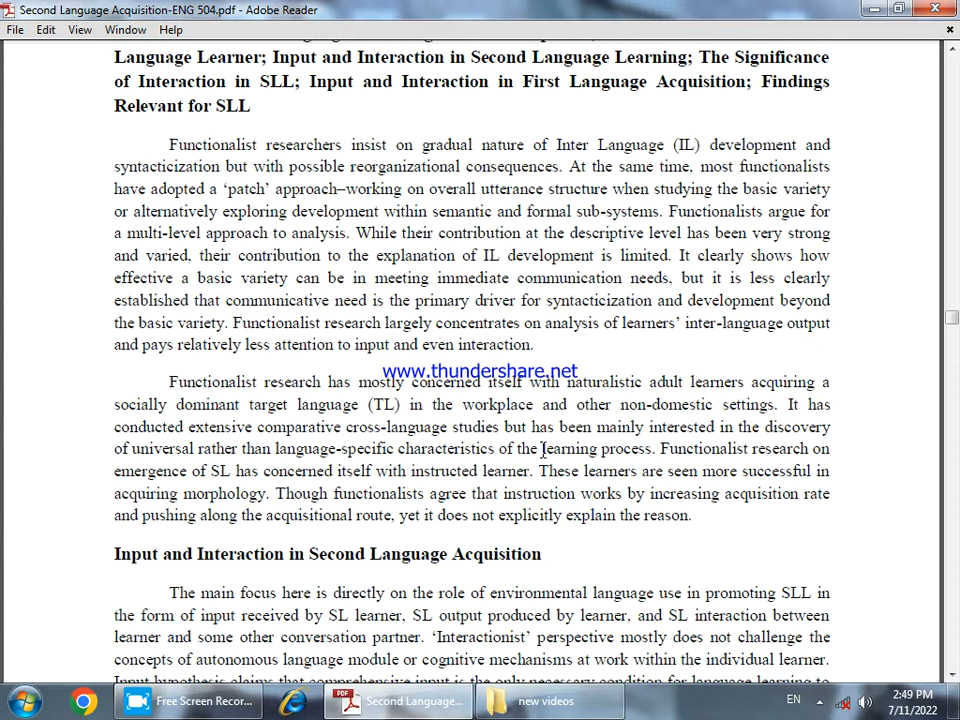 Second Language Acquisition-ENG 504.pdf - Adobe Reader
File Edit View Window Help
Language Learner; Input and Interaction in Second Language Learning; The Significance
of Interaction in SLL; Input and Interaction in First Language Acquisition; Findings
Relevant for SLL
Functionalist researchers insist on gradual nature of Inter Language (IL) development and
syntacticization but with possible reorganizational consequences. At the same time, most functionalists
have adopted a ‘patch’ approach–working on overall utterance structure when studying the basic variety
or alternatively exploring development within semantic and formal sub-systems. Functionalists argue for
a multi-level approach to analysis. While their contribution at the descriptive level has been very strong
and varied, their contribution to the explanation of IL development is limited. It clearly shows how
effective a basic variety can be in meeting immediate communication needs, but it is less clearly
established that communicative need is the primary driver for syntacticization and development beyond
the basic variety. Functionalist research largely concentrates on analysis of learners’ inter-language output
and pays relatively less attention to input and even interaction.
www.thundershare.net
Functionalist research has mostly concerned itself with naturalistic adult learners acquiring a
socially dominant target language (TL) in the workplace and other non-domestic settings. It has
conducted extensive comparative cross-language studies but has been mainly interested in the discovery
of universal rather than language-specific characteristics of the learning process. Functionalist research on
emergence of SL has concerned itself with instructed learner. These learners are seen more successful in
acquiring morphology. Though functionalists agree that instruction works by increasing acquisition rate
and pushing along the acquisitional route, yet it does not explicitly explain the reason.
Input and Interaction in Second Language Acquisition
The main focus here is directly on the role of environmental language use in promoting SLL in
the form of input received by SL learner, SL output produced by learner, and SL interaction between
learner and some other conversation partner. ‘Interactionist’ perspective mostly does not challenge the
concepts of autonomous language module or cognitive mechanisms at work within the individual learner.
Input hypothesis claims that comprehensive input is the only necessary condition for language learning to
Free Screen Recor... Second Language... new videos EN 2:49 PM
7/11/2022